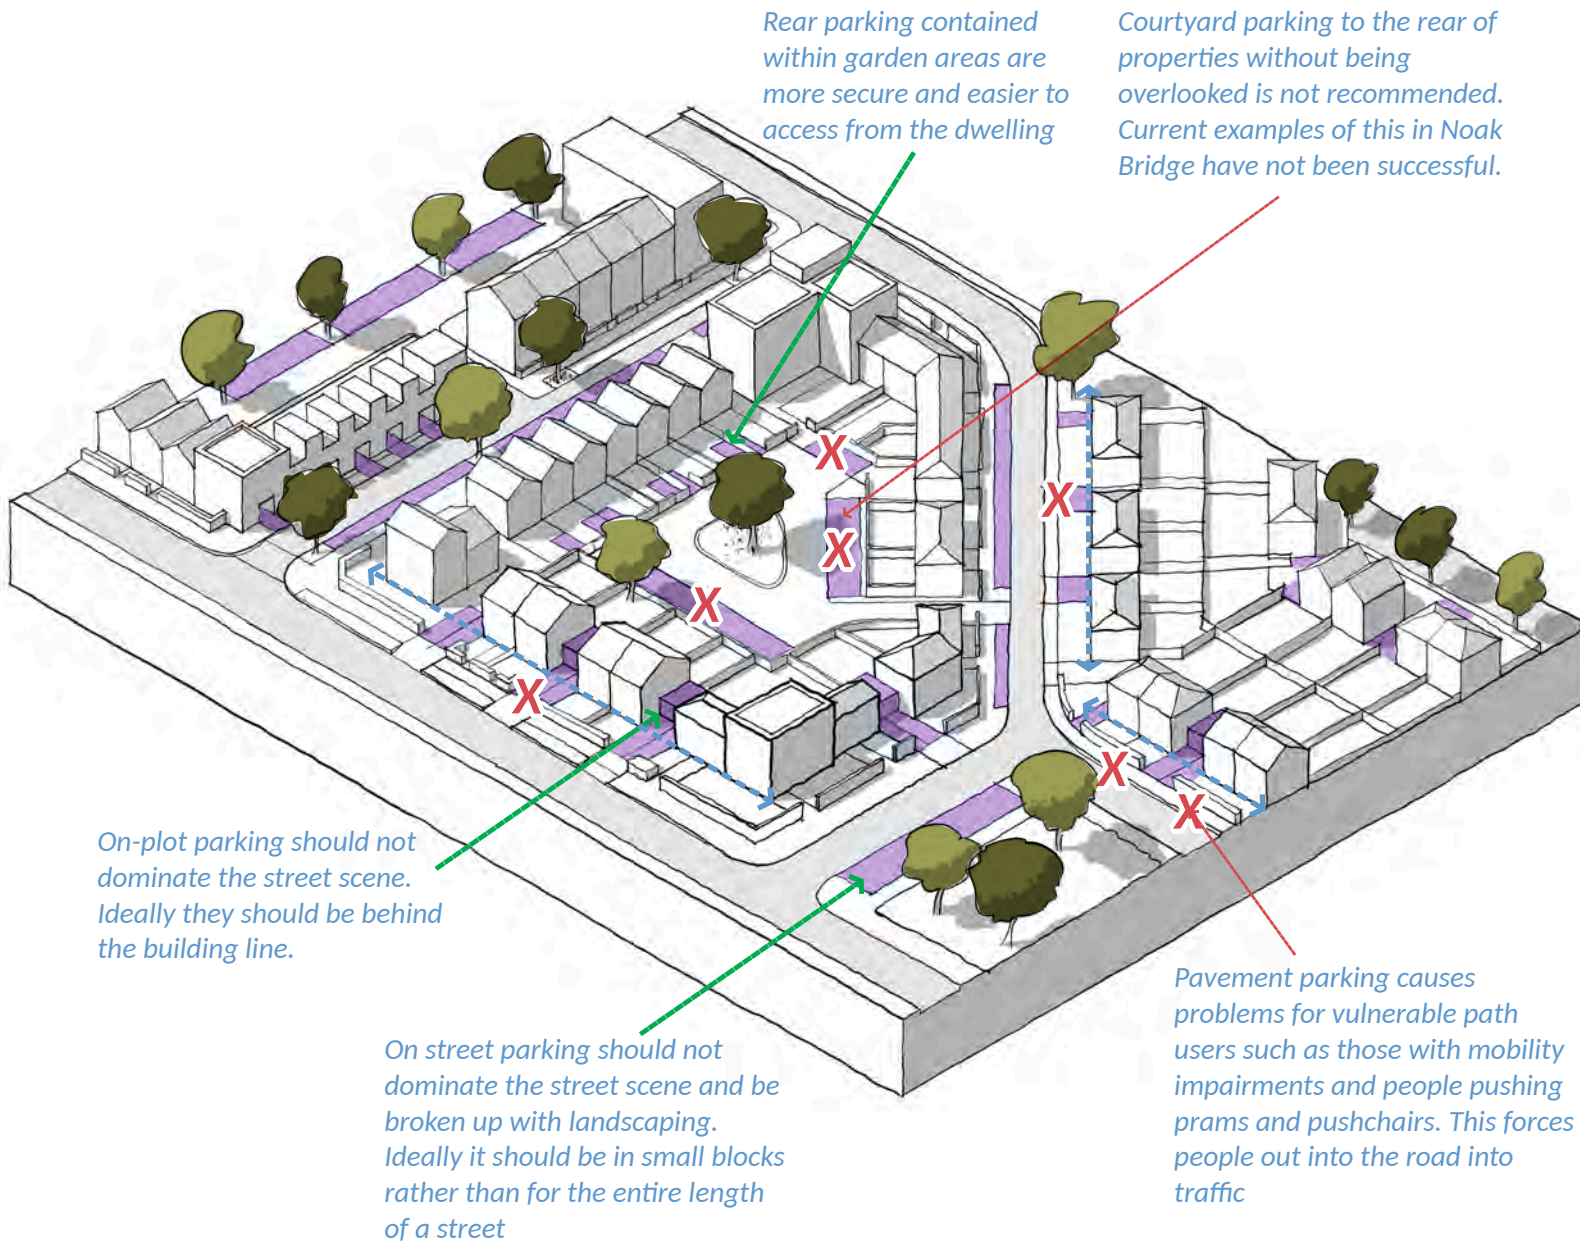 Rear parking contained
within garden areas are
more secure and easier to
access from the dwelling
Courtyard parking to the rear of
properties without being
overlooked is not recommended.
Current examples of this in Noak
Bridge have not been successful.
X
X
X
X
X
X
X
On-plot parking should not
dominate the street scene.
Ideally they should be behind
the building line.
On street parking should not
dominate the street scene and be
broken up with landscaping.
Ideally it should be in small blocks
rather than for the entire length
of a street
Pavement parking causes
problems for vulnerable path
users such as those with mobility
impairments and people pushing
prams and pushchairs. This forces
people out into the road into
traffic